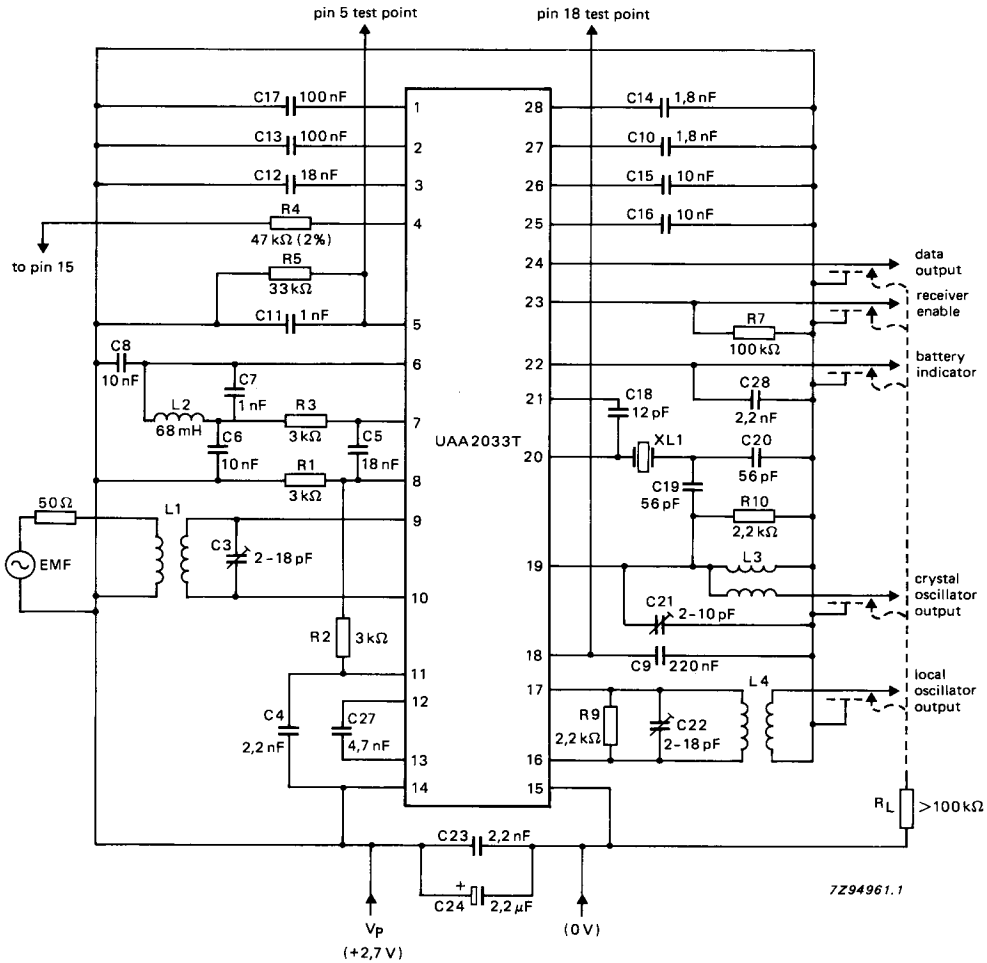 pin 5 test point
pin 18 test point
C17 100 nF
1
28
C14 1,8 nF
C13 100 nF
2
27
C10 1,8 nF
C12 18 nF
3
26
C15 10 nF
R4
47 kΩ (2%)
4
25
C16 10 nF
to pin 15
R5
33 kΩ
24
data
output
C11 1 nF
5
23
R7
100 kΩ
receiver
enable
C8
10 nF
6
22
battery
indicator
C7
1 nF
C28
2,2 nF
L2
68 mH
R3
3 kΩ
7
21
C18
12 pF
UAA2033T
C6
10 nF
C5
18 nF
20
XL1
C20
56 pF
R1
3 kΩ
8
C19
56 pF
50 Ω
L1
9
R10
2,2 kΩ
EMF
C3
2–18 pF
19
L3
10
crystal
oscillator
output
C21
2–10 pF
R2
3 kΩ
18
C9 220 nF
11
17
L4
local
oscillator
output
12
C4
2,2 nF
C27
4,7 nF
R9
2,2 kΩ
C22
2–18 pF
13
16
14
15
RL >100 kΩ
C23 2,2 nF
+
C24 2,2 μF
7Z94961.1
VP
(+2,7 V)
(0 V)